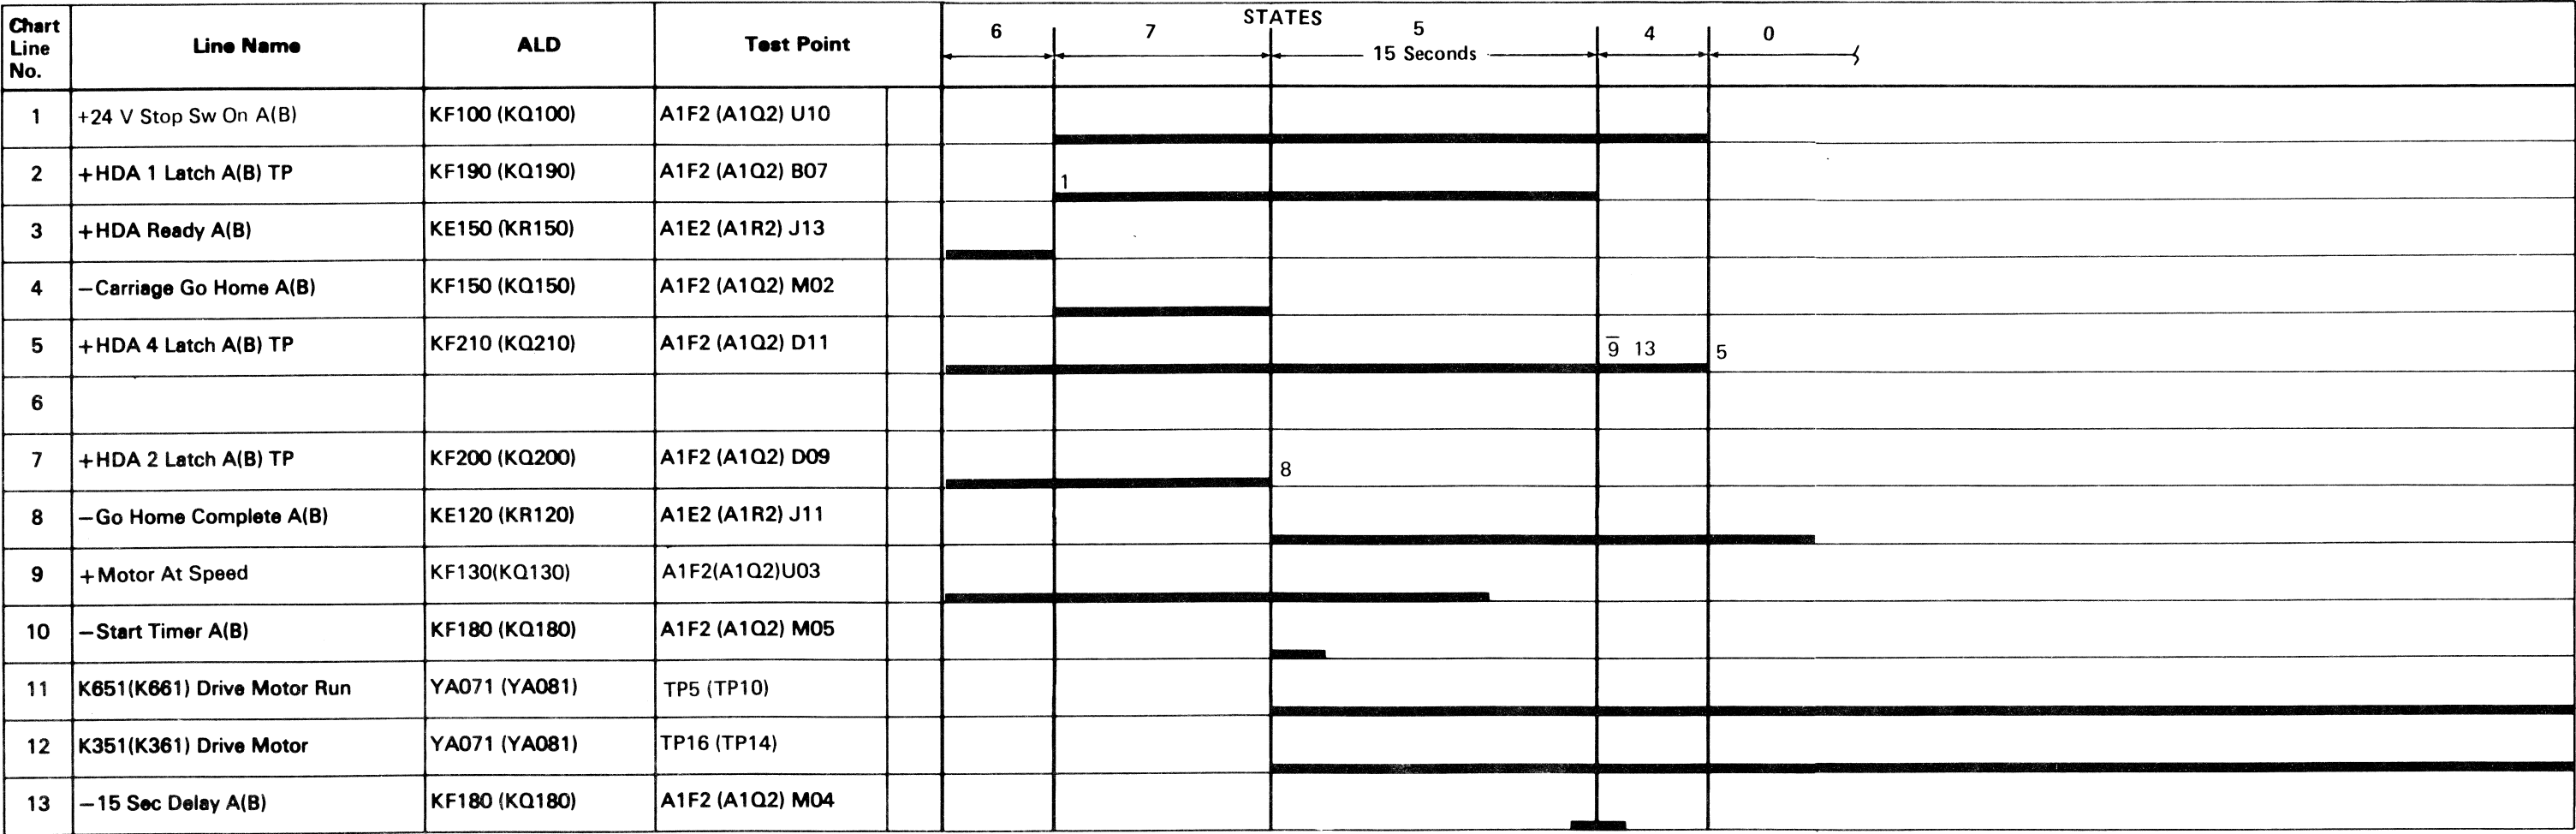 Chart Line No. Line Name ALD Test Point STATES
6 7 5 4 0
15 Seconds
1 +24 V Stop Sw On A(B) KF100 (KQ100) A1F2 (A1Q2) U10
2 +HDA 1 Latch A(B) TP KF190 (KQ190) A1F2 (A1Q2) B07 1
3 +HDA Ready A(B) KE150 (KR150) A1E2 (A1R2) J13
4 −Carriage Go Home A(B) KF150 (KQ150) A1F2 (A1Q2) M02
5 +HDA 4 Latch A(B) TP KF210 (KQ210) A1F2 (A1Q2) D11 9̅ 13 5
6
7 +HDA 2 Latch A(B) TP KF200 (KQ200) A1F2 (A1Q2) D09 8
8 −Go Home Complete A(B) KE120 (KR120) A1E2 (A1R2) J11
9 +Motor At Speed KF130(KQ130) A1F2(A1Q2)U03
10 −Start Timer A(B) KF180 (KQ180) A1F2 (A1Q2) M05
11 K651(K661) Drive Motor Run YA071 (YA081) TP5 (TP10)
12 K351(K361) Drive Motor YA071 (YA081) TP16 (TP14)
13 −15 Sec Delay A(B) KF180 (KQ180) A1F2 (A1Q2) M04